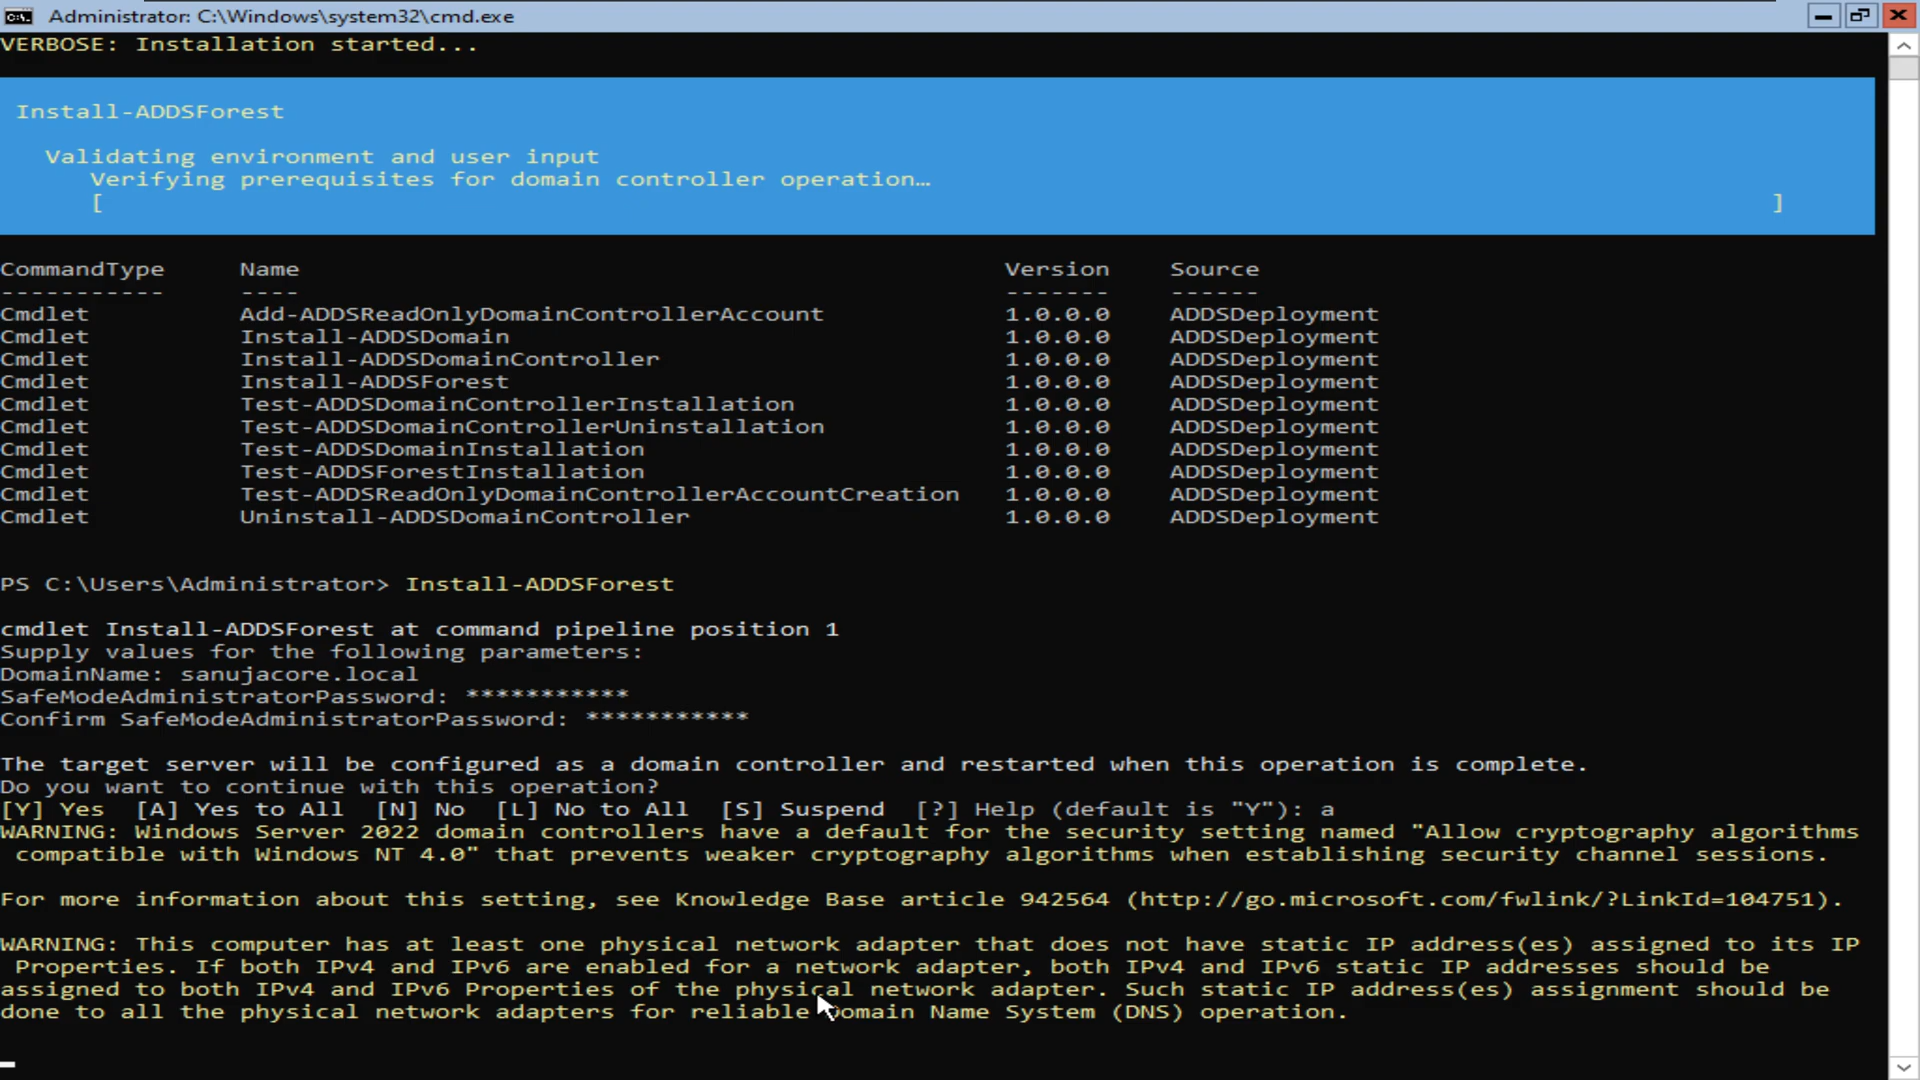 Administrator: C:\Windows\system32\cmd.exe
VERBOSE: Installation started...
Install-ADDSForest
Validating environment and user input
Verifying prerequisites for domain controller operation…
[ ]
CommandType Name Version Source
----------- ---- ------- ------
Cmdlet Add-ADDSReadOnlyDomainControllerAccount 1.0.0.0 ADDSDeployment
Cmdlet Install-ADDSDomain 1.0.0.0 ADDSDeployment
Cmdlet Install-ADDSDomainController 1.0.0.0 ADDSDeployment
Cmdlet Install-ADDSForest 1.0.0.0 ADDSDeployment
Cmdlet Test-ADDSDomainControllerInstallation 1.0.0.0 ADDSDeployment
Cmdlet Test-ADDSDomainControllerUninstallation 1.0.0.0 ADDSDeployment
Cmdlet Test-ADDSDomainInstallation 1.0.0.0 ADDSDeployment
Cmdlet Test-ADDSForestInstallation 1.0.0.0 ADDSDeployment
Cmdlet Test-ADDSReadOnlyDomainControllerAccountCreation 1.0.0.0 ADDSDeployment
Cmdlet Uninstall-ADDSDomainController 1.0.0.0 ADDSDeployment
PS C:\Users\Administrator> Install-ADDSForest
cmdlet Install-ADDSForest at command pipeline position 1
Supply values for the following parameters:
DomainName: sanujacore.local
SafeModeAdministratorPassword: ***********
Confirm SafeModeAdministratorPassword: ***********
The target server will be configured as a domain controller and restarted when this operation is complete.
Do you want to continue with this operation?
[Y] Yes [A] Yes to All [N] No [L] No to All [S] Suspend [?] Help (default is "Y"): a
WARNING: Windows Server 2022 domain controllers have a default for the security setting named "Allow cryptography algorithms
compatible with Windows NT 4.0" that prevents weaker cryptography algorithms when establishing security channel sessions.
For more information about this setting, see Knowledge Base article 942564 (http://go.microsoft.com/fwlink/?LinkId=104751).
WARNING: This computer has at least one physical network adapter that does not have static IP address(es) assigned to its IP
Properties. If both IPv4 and IPv6 are enabled for a network adapter, both IPv4 and IPv6 static IP addresses should be
assigned to both IPv4 and IPv6 Properties of the physical network adapter. Such static IP address(es) assignment should be
done to all the physical network adapters for reliable Domain Name System (DNS) operation.